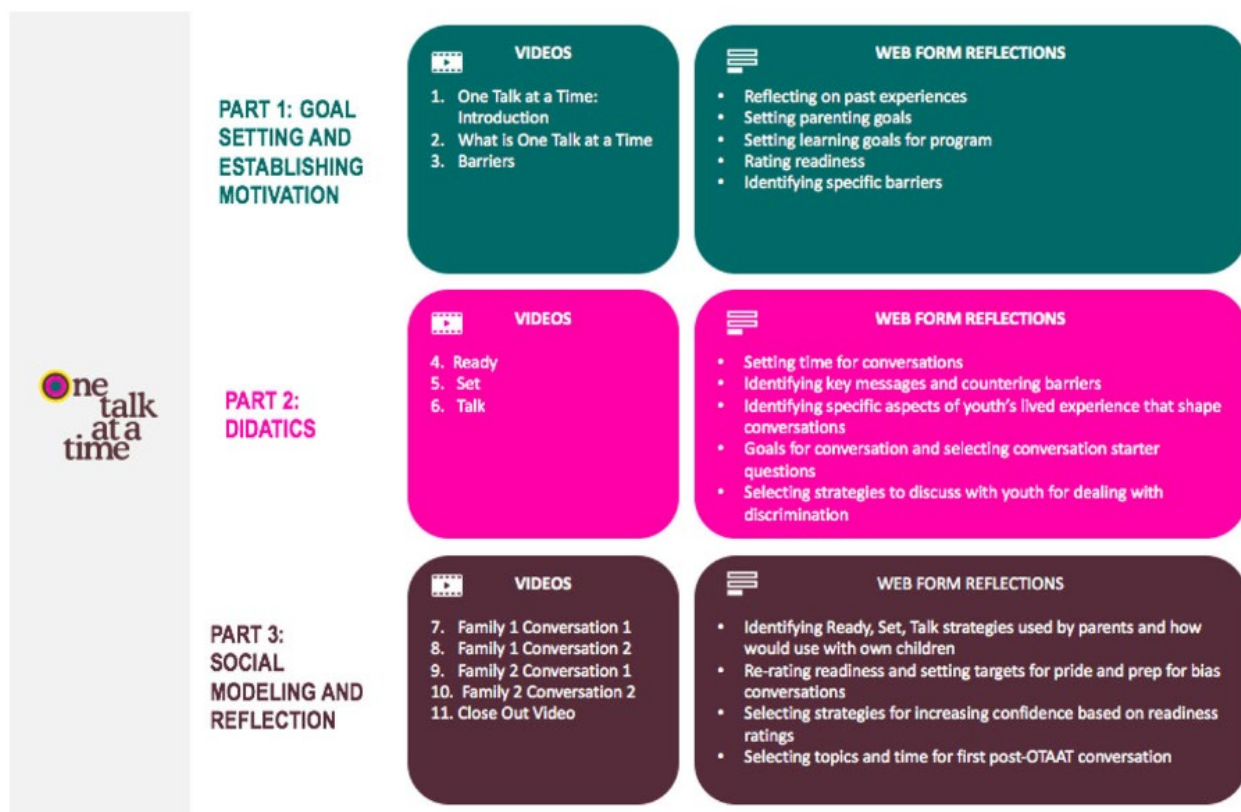 One
talk
at a
time
PART 1: GOAL
SETTING AND
ESTABLISHING
MOTIVATION
VIDEOS
1. One Talk at a Time:
Introduction
2. What is One Talk at a Time
3. Barriers
WEB FORM REFLECTIONS
• Reflecting on past experiences
• Setting parenting goals
• Setting learning goals for program
• Rating readiness
• Identifying specific barriers
PART 2:
DIDATICS
VIDEOS
4. Ready
5. Set
6. Talk
WEB FORM REFLECTIONS
• Setting time for conversations
• Identifying key messages and countering barriers
• Identifying specific aspects of youth's lived experience that shape
conversations
• Goals for conversation and selecting conversation starter
questions
• Selecting strategies to discuss with youth for dealing with
discrimination
PART 3:
SOCIAL
MODELING AND
REFLECTION
VIDEOS
7. Family 1 Conversation 1
8. Family 1 Conversation 2
9. Family 2 Conversation 1
10. Family 2 Conversation 2
11. Close Out Video
WEB FORM REFLECTIONS
• Identifying Ready, Set, Talk strategies used by parents and how
would use with own children
• Re-rating readiness and setting targets for pride and prep for bias
conversations
• Selecting strategies for increasing confidence based on readiness
ratings
• Selecting topics and time for first post-OTAAT conversation